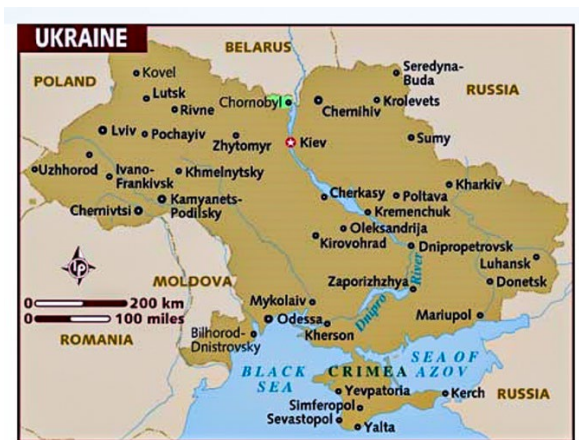 UKRAINE
BELARUS
POLAND
RUSSIA
Kovel
Seredyna-
Buda
Lutsk
Rivne
Chornobyl
Chernihiv
Krolevets
Lviv
Pochayiv
Zhytomyr
Kiev
Sumy
Uzhhorod
Ivano-
Frankivsk
Khmelnytsky
Kharkiv
Cherkasy
Poltava
Kamyanets-
Podilsky
Chernivtsi
Kremenchuk
Oleksandrija
Kirovohrad
Dnipropetrovsk
Luhansk
Donetsk
LP
MOLDOVA
Zaporizhzhya
Dnipro
River
0 200 km
0 100 miles
Mykolaiv
Odessa
Kherson
Mariupol
ROMANIA
Bilhorod-
Dnistrovsky
BLACK
SEA
CRIMEA
SEA OF
AZOV
Yevpatoria
Kerch
RUSSIA
Simferopol
Sevastopol
Yalta